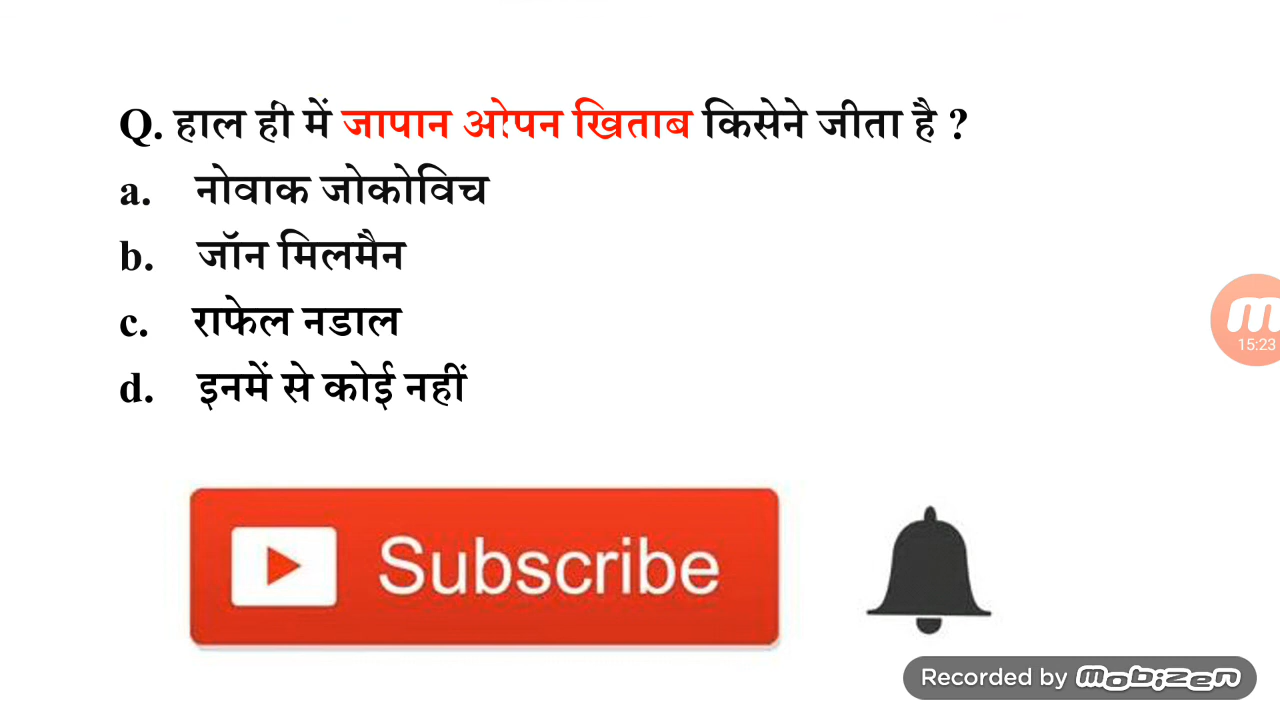 Q. हाल ही में जापान ओपन खिताब किसेने जीता है ?
a. नोवाक जोकोविच
b. जॉन मिलमैन
c. राफेल नडाल
d. इनमें से कोई नहीं
15:23
Subscribe
Recorded by mobizen